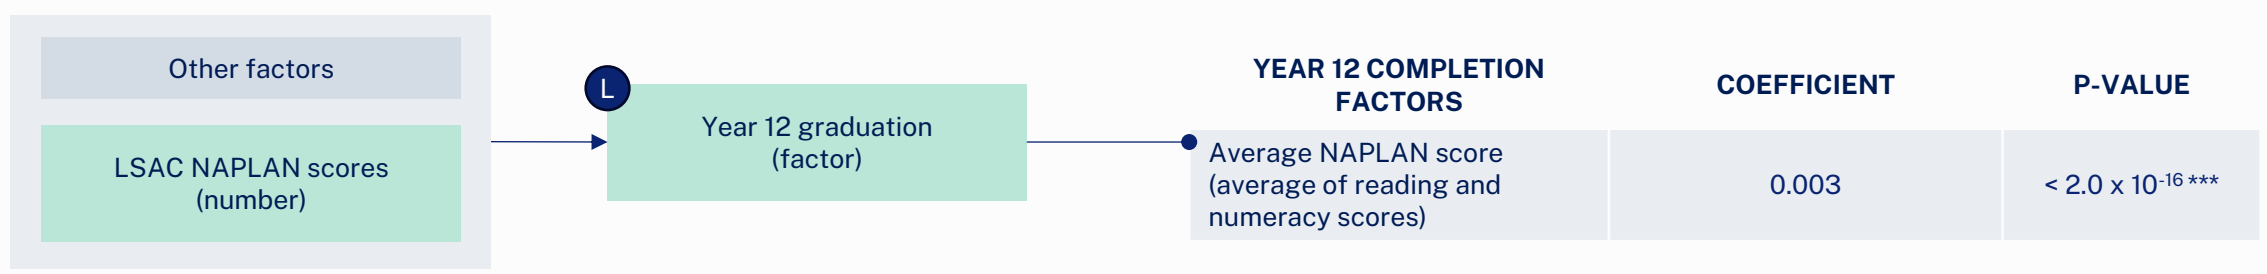 Other factors
LSAC NAPLAN scores
(number)
L
Year 12 graduation
(factor)
YEAR 12 COMPLETION
FACTORS
COEFFICIENT
P-VALUE
Average NAPLAN score
(average of reading and
numeracy scores)
0.003
< 2.0 x 10⁻¹⁶ ***